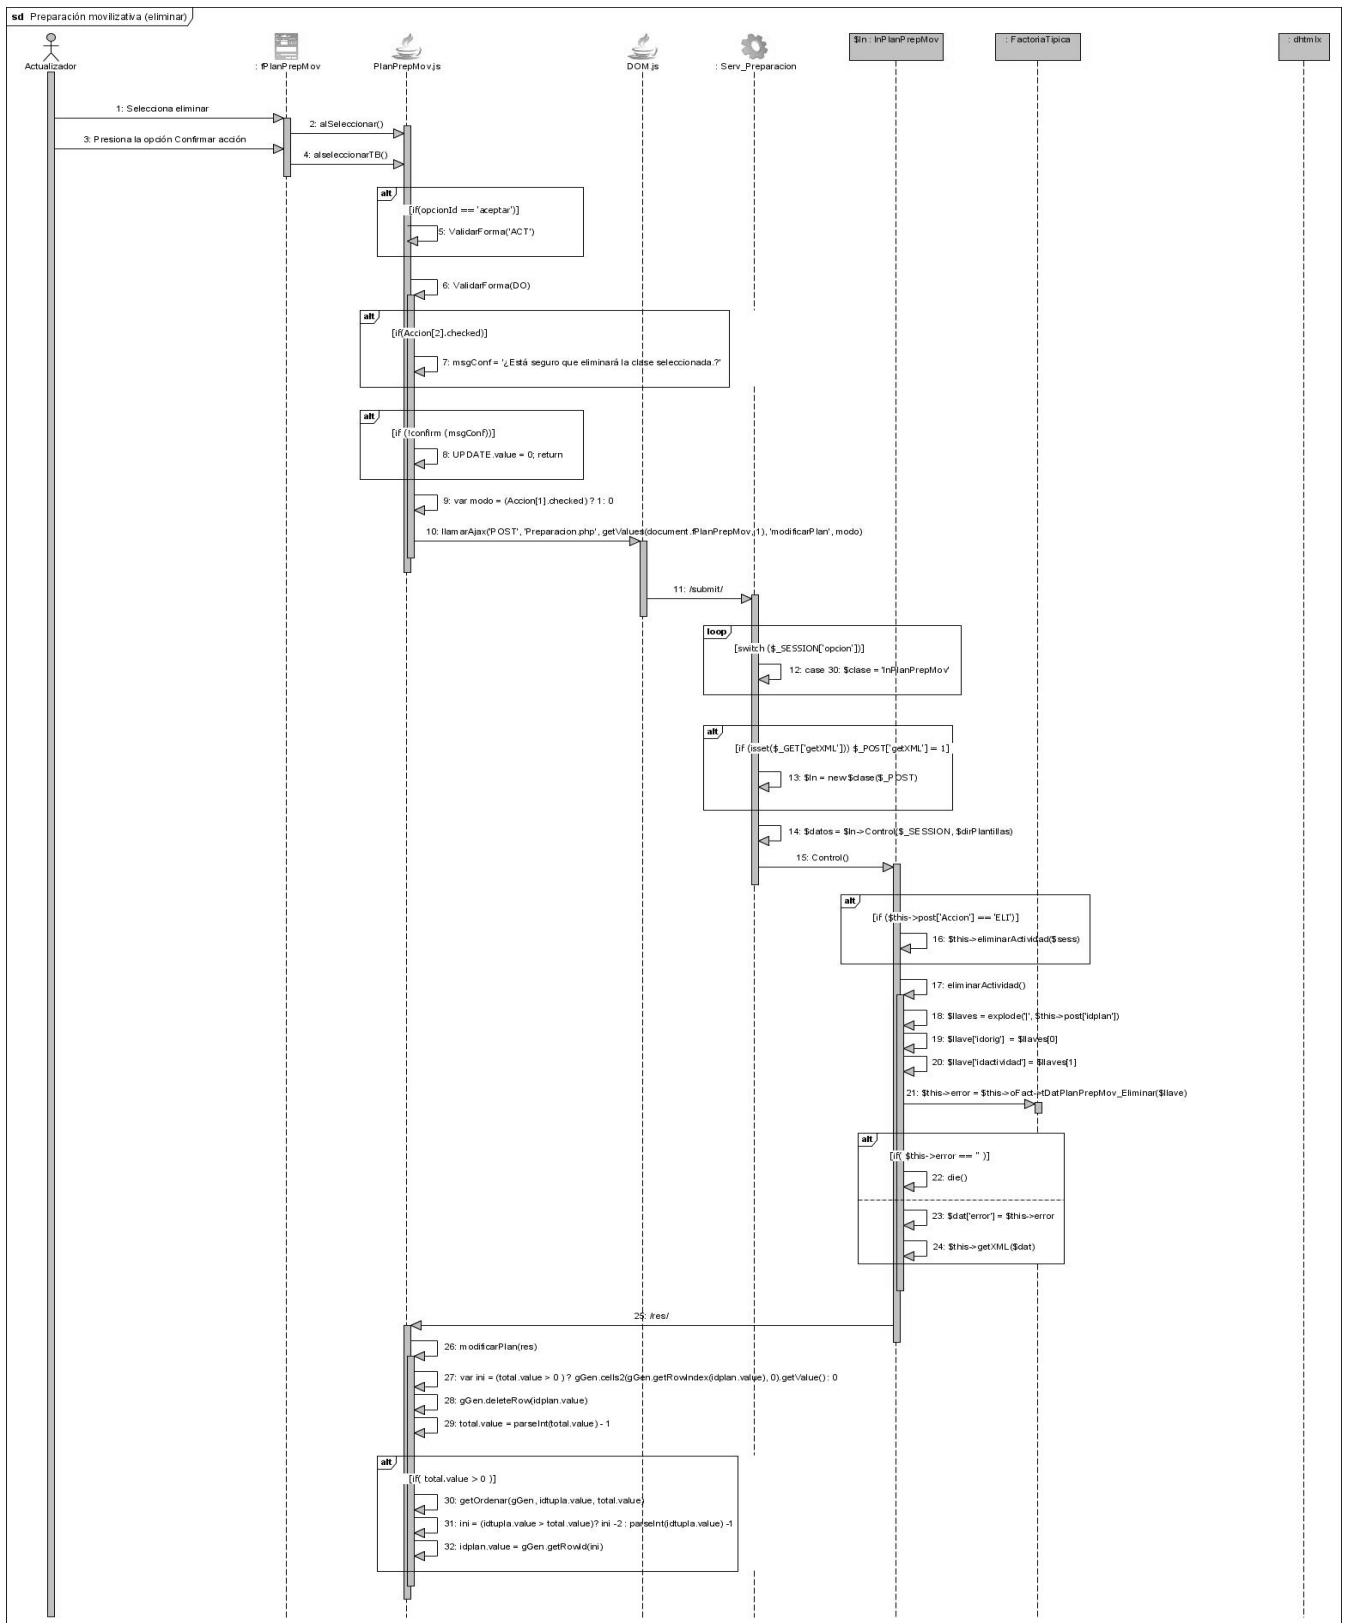 sd Preparación movilizativa (eliminar)
Actualizador
: fPlanPrepMov
PlanPrepMov.js
DOM.js
: Serv_Preparacion
$In : InPlanPrepMov
: FactoriaTipica
: dhtmlx
1: Selecciona eliminar
2: alSeleccionar()
3: Presiona la opción Confirmar acción
4: alseleccionarTB()
alt
[if(opcionId == 'aceptar')]
5: ValidarForma('ACT')
6: ValidarForma(DO)
alt
[if(Accion[2].checked)]
7: msgConf = '¿Está seguro que eliminará la clase seleccionada.?'
alt
[if (!confirm (msgConf))]
8: UPDATE.value = 0; return
9: var modo = (Accion[1].checked) ? 1 : 0
10: llamarAjax('POST', 'Preparacion.php', getValues(document.fPlanPrepMov, 1), 'modificarPlan', modo)
11: /submit/
loop
[switch ($_SESSION['opcion'])]
12: case 30: $clase = 'InPlanPrepMov'
alt
[if (isset($_GET['getXML'])) $_POST['getXML'] = 1]
13: $In = new $clase($_POST)
14: $datos = $In->Control($_SESSION, $dirPlantillas)
15: Control()
alt
[if ($this->post['Accion'] == 'ELI')]
16: $this->eliminarActividad($sess)
17: eliminarActividad()
18: $llaves = explode('|', $this->post['idplan'])
19: $llave['idorig'] = $llaves[0]
20: $llave['idactividad'] = $llaves[1]
21: $this->error = $this->oFact->tDatPlanPrepMov_Eliminar($llave)
alt
[if( $this->error == '' )]
22: die()
23: $dat['error'] = $this->error
24: $this->getXML($dat)
25: /res/
26: modificarPlan(res)
27: var ini = (total.value > 0 ) ? gGen.cells2(gGen.getRowIndex(idplan.value), 0).getValue() : 0
28: gGen.deleteRow(idplan.value)
29: total.value = parseInt(total.value) - 1
alt
[if( total.value > 0 )]
30: getOrdenar(gGen, idtupla.value, total.value)
31: ini = (idtupla.value > total.value)? ini -2 : parseInt(idtupla.value) -1
32: idplan.value = gGen.getRowId(ini)